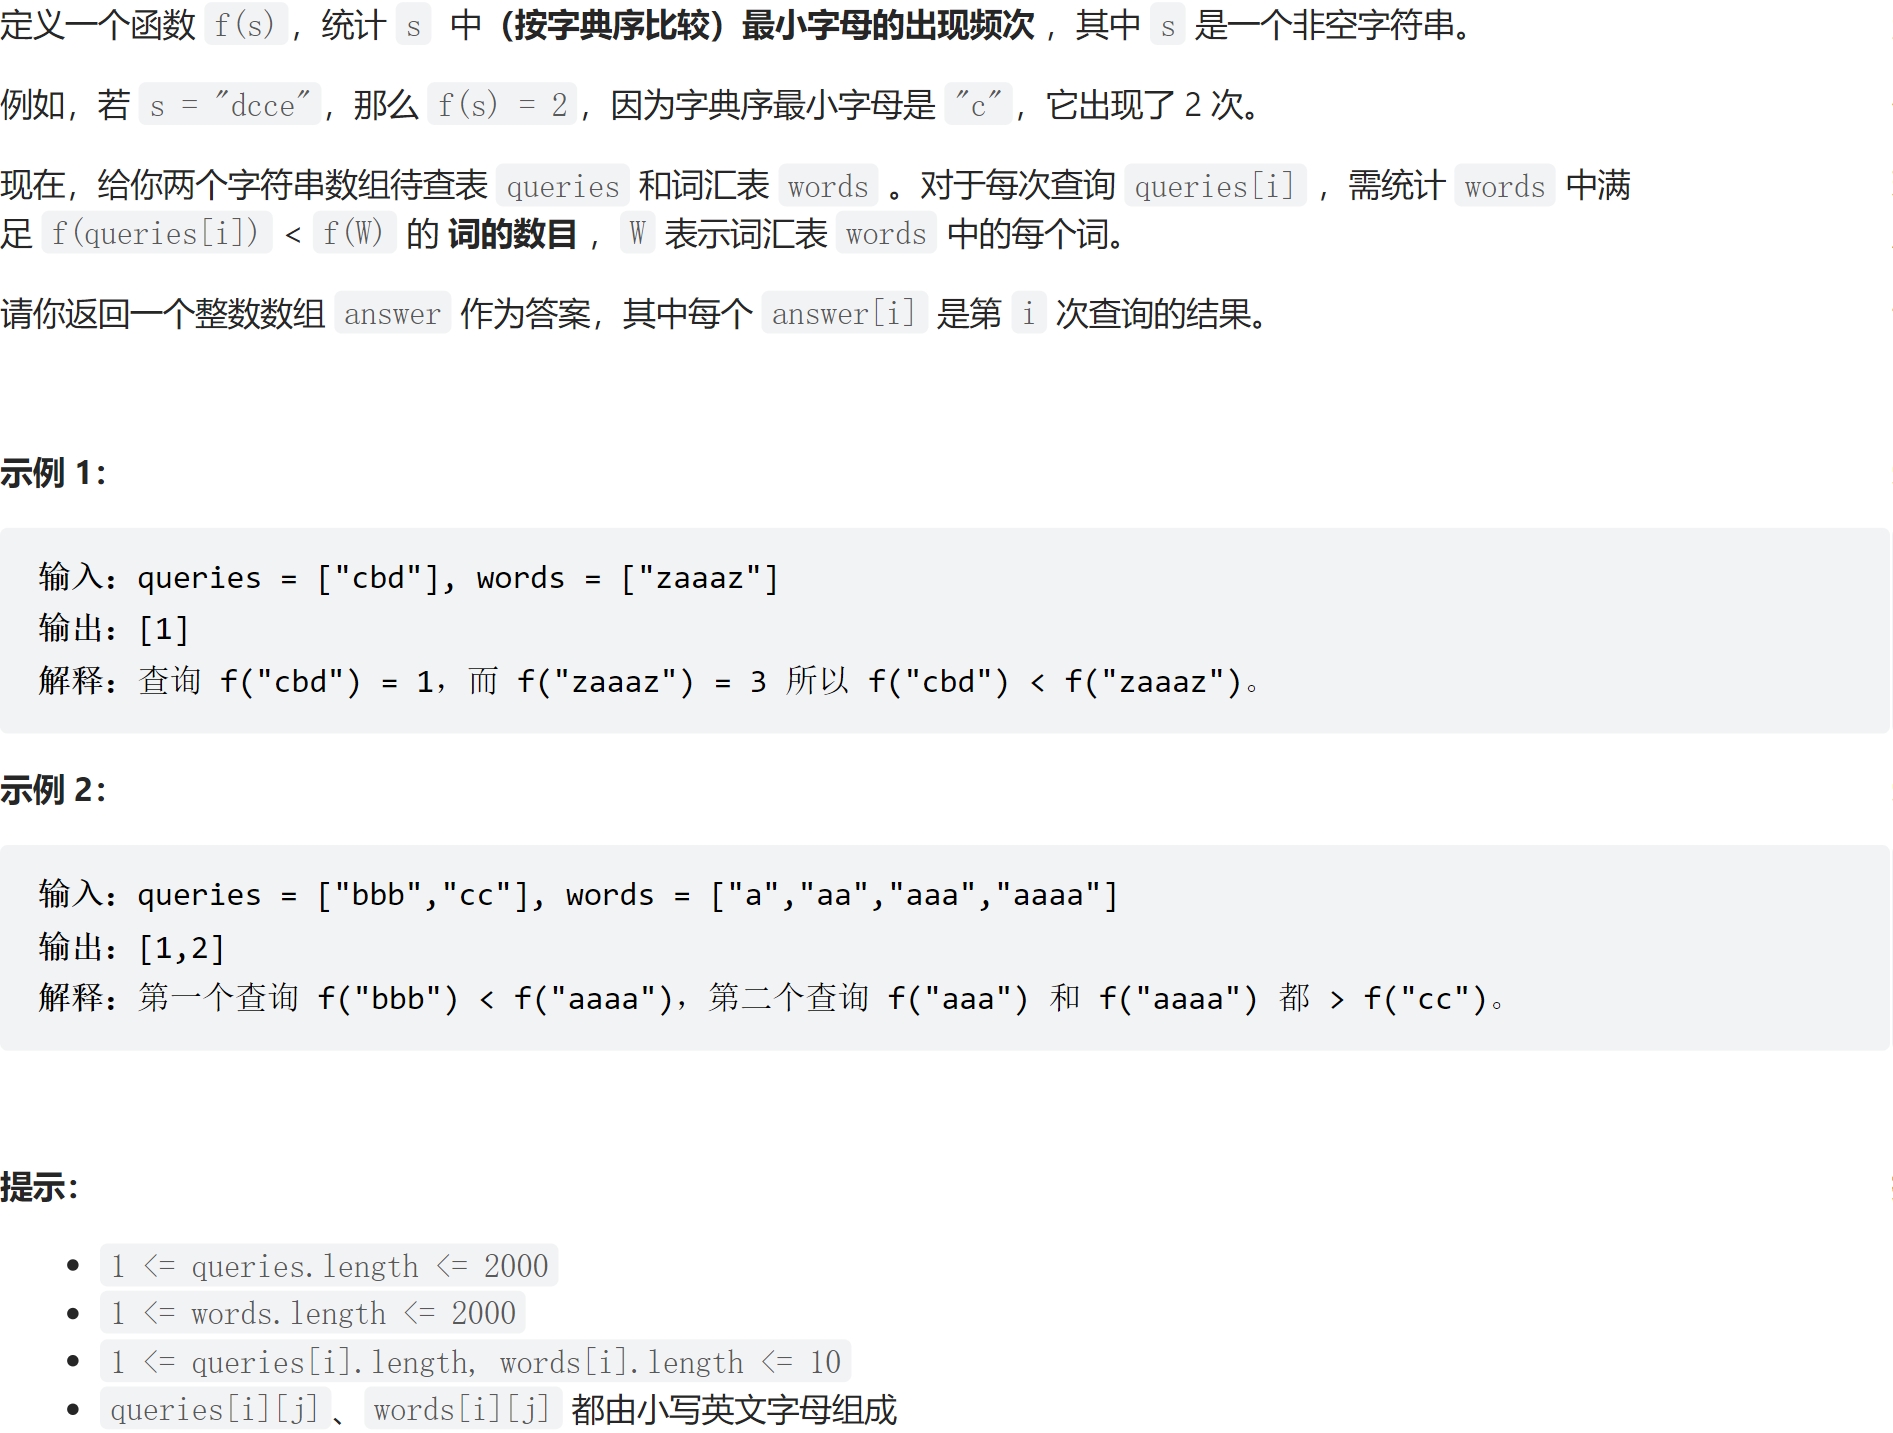 定义一个函数 f(s)，统计 s 中（按字典序比较）最小字母的出现频次 ，其中 s 是一个非空字符串。
例如，若 s = "dcce"，那么 f(s) = 2，因为字典序最小字母是 "c"，它出现了 2 次。
现在，给你两个字符串数组待查表 queries 和词汇表 words 。对于每次查询 queries[i] ，需统计 words 中满
足 f(queries[i]) < f(W) 的 词的数目 ，W 表示词汇表 words 中的每个词。
请你返回一个整数数组 answer 作为答案，其中每个 answer[i] 是第 i 次查询的结果。
示例 1：
输入：queries = ["cbd"], words = ["zaaaz"]
输出：[1]
解释：查询 f("cbd") = 1，而 f("zaaaz") = 3 所以 f("cbd") < f("zaaaz")。
示例 2：
输入：queries = ["bbb","cc"], words = ["a","aa","aaa","aaaa"]
输出：[1,2]
解释：第一个查询 f("bbb") < f("aaaa")，第二个查询 f("aaa") 和 f("aaaa") 都 > f("cc")。
提示：
• 1 <= queries.length <= 2000
• 1 <= words.length <= 2000
• 1 <= queries[i].length, words[i].length <= 10
• queries[i][j]、words[i][j] 都由小写英文字母组成